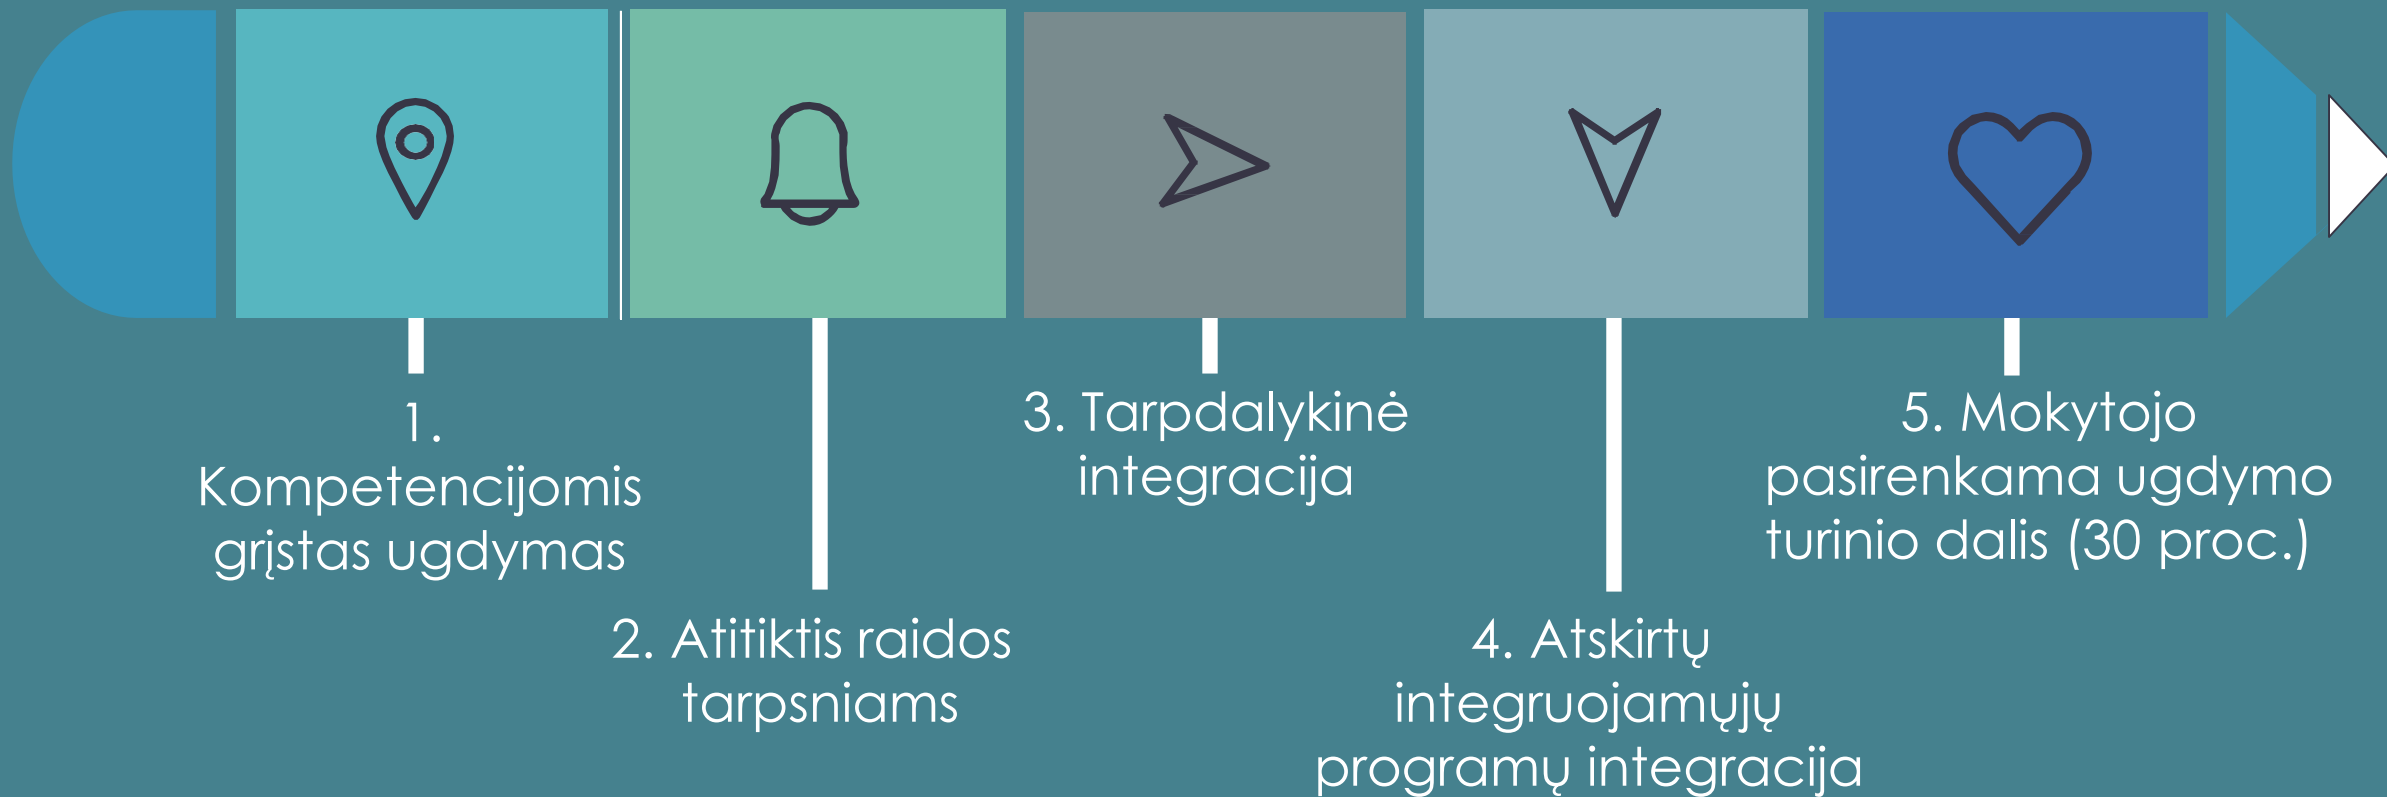 1.
Kompetencijomis
grįstas ugdymas
2. Atitiktis raidos
tarpsniams
3. Tarpdalykinė
integracija
4. Atskirtų
integruojamųjų
programų integracija
5. Mokytojo
pasirenkama ugdymo
turinio dalis (30 proc.)